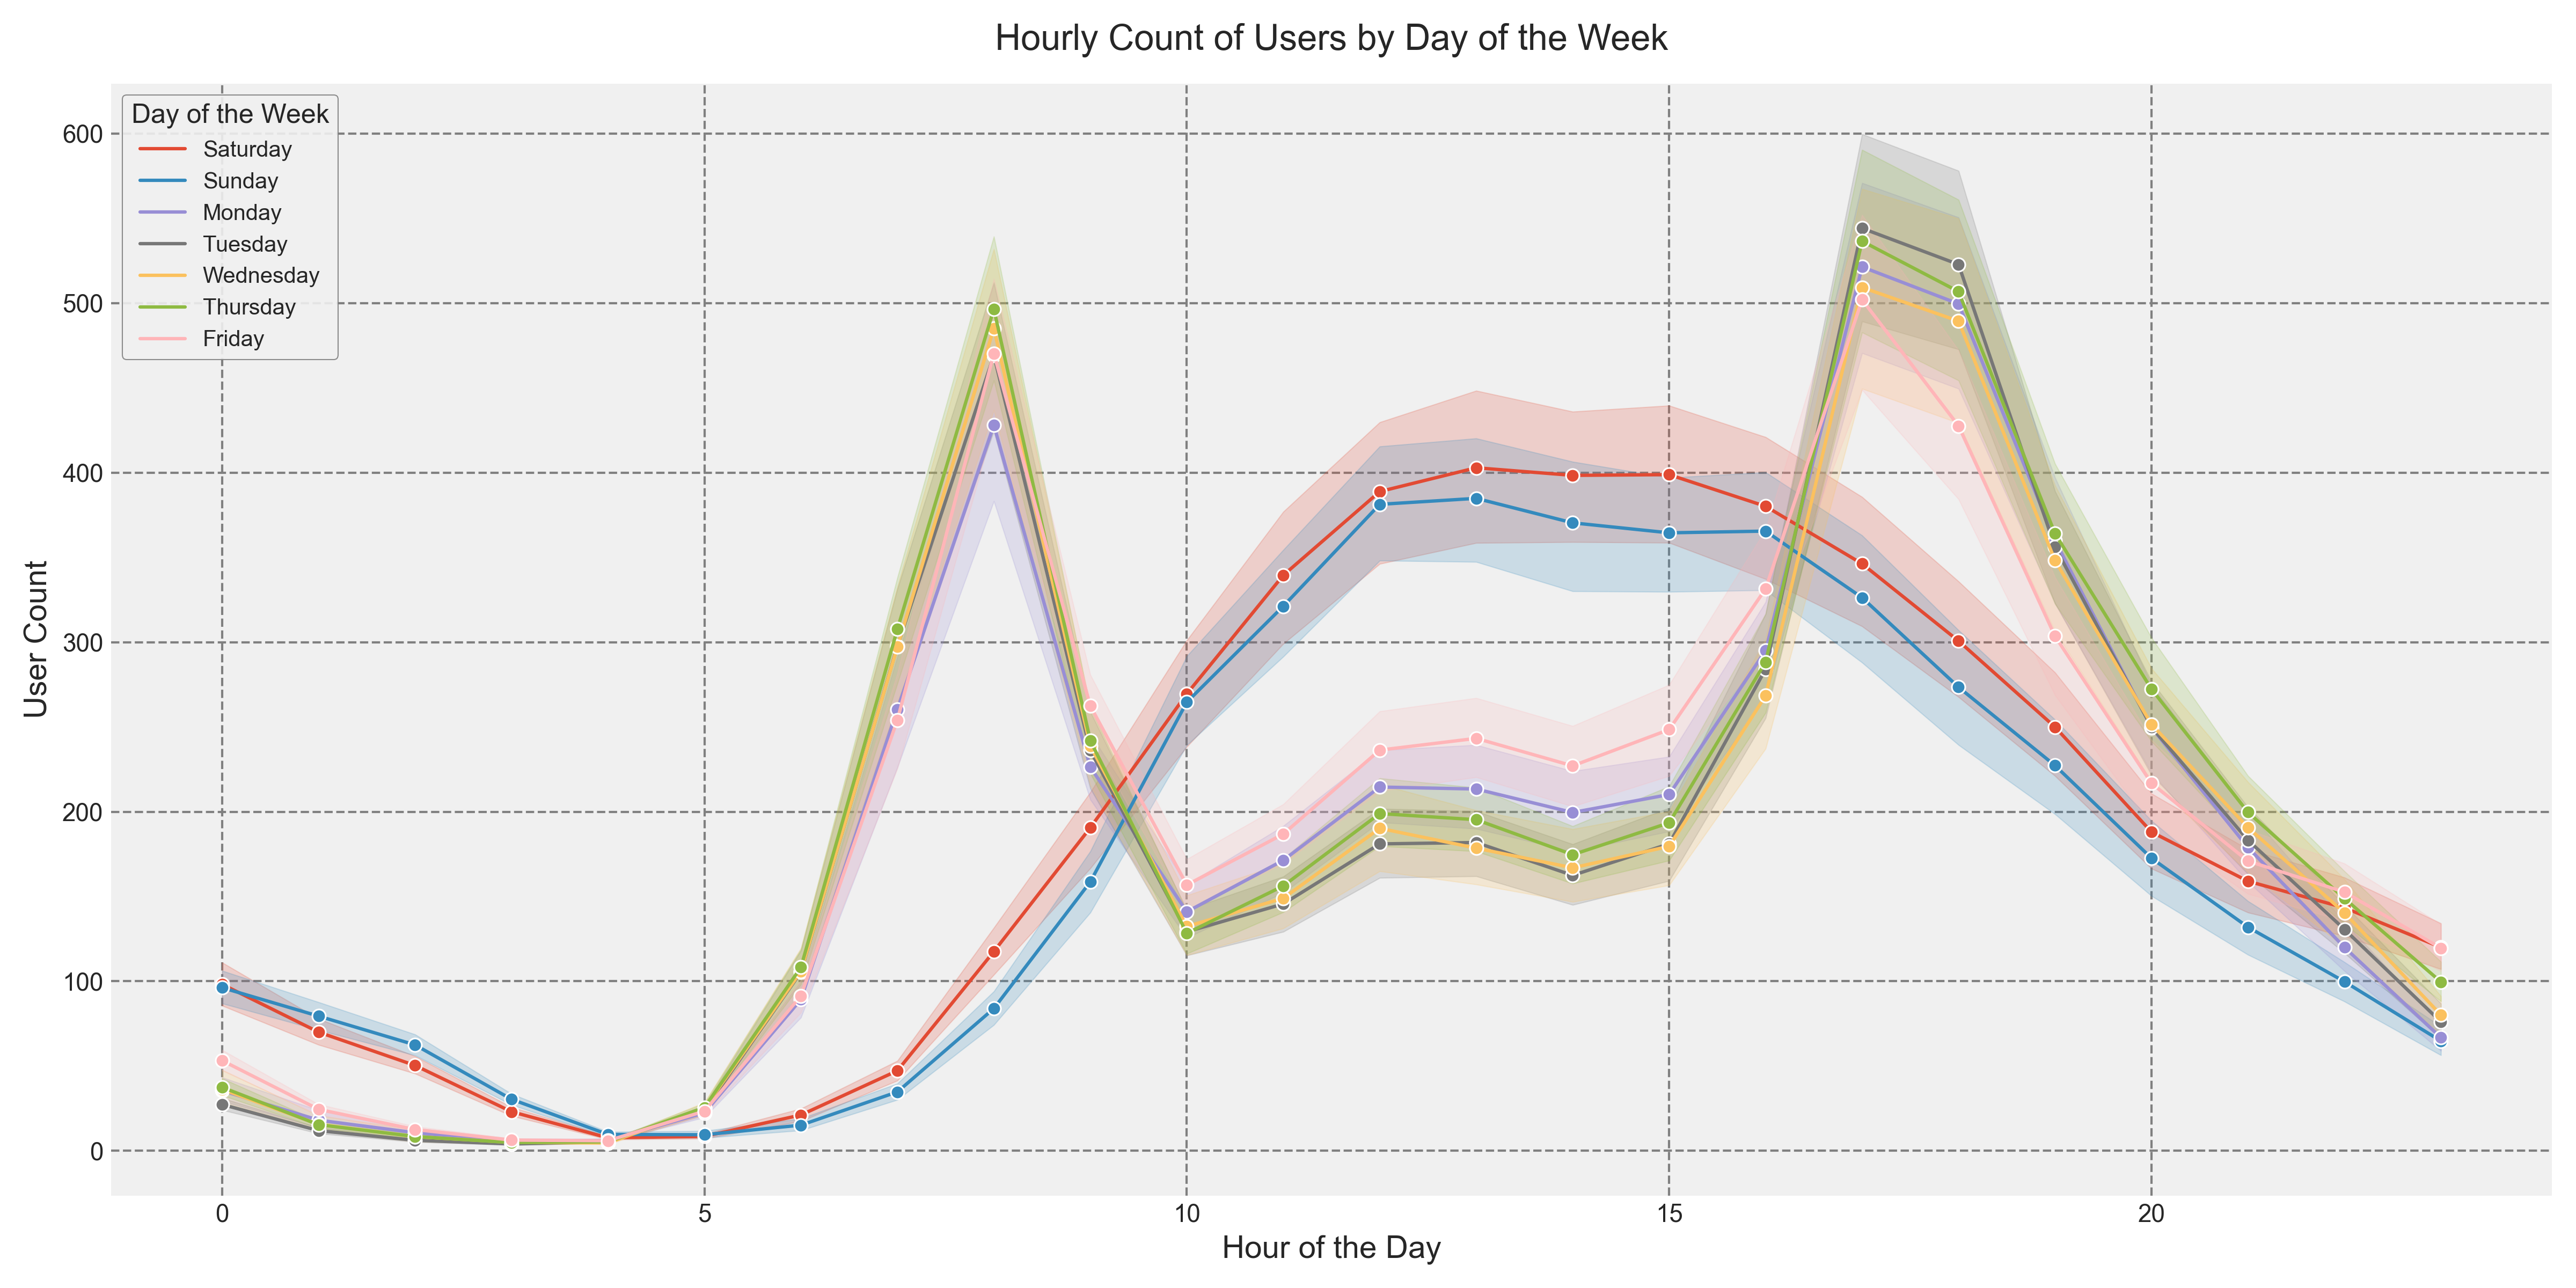 Hourly Count of Users by Day of the Week
Day of the Week
Saturday
Sunday
Monday
Tuesday
Wednesday
Thursday
Friday
600
500
400
300
200
100
0
User Count
0 5 10 15 20
Hour of the Day